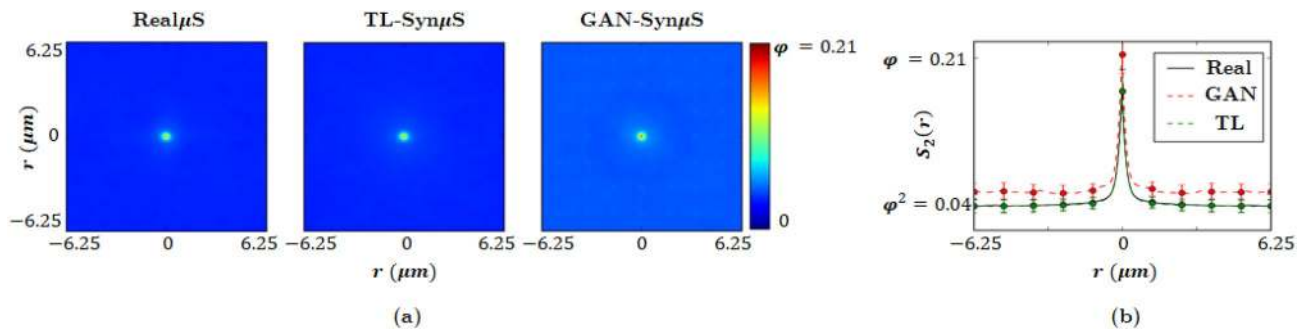 RealμS
TL-SynμS
GAN-SynμS
6.25
0
−6.25
r (μm)
−6.25 0 6.25
−6.25 0 6.25
−6.25 0 6.25
r (μm)
φ = 0.21
0
(a)
φ = 0.21
S₂(r)
φ² = 0.04
Real
GAN
TL
−6.25 0 6.25
r (μm)
(b)